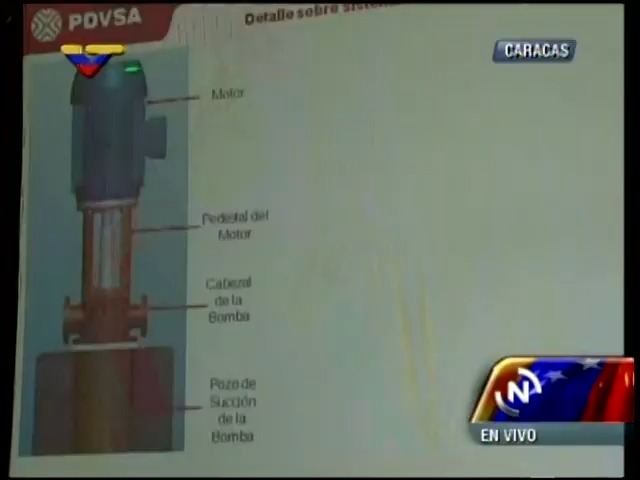 PDVSA
Detalle sobre
CARACAS
Motor
Pedestal del
Motor
Cabezal
de la
Bomba
Pozo de
Succión
de la
Bomba
N
EN VIVO